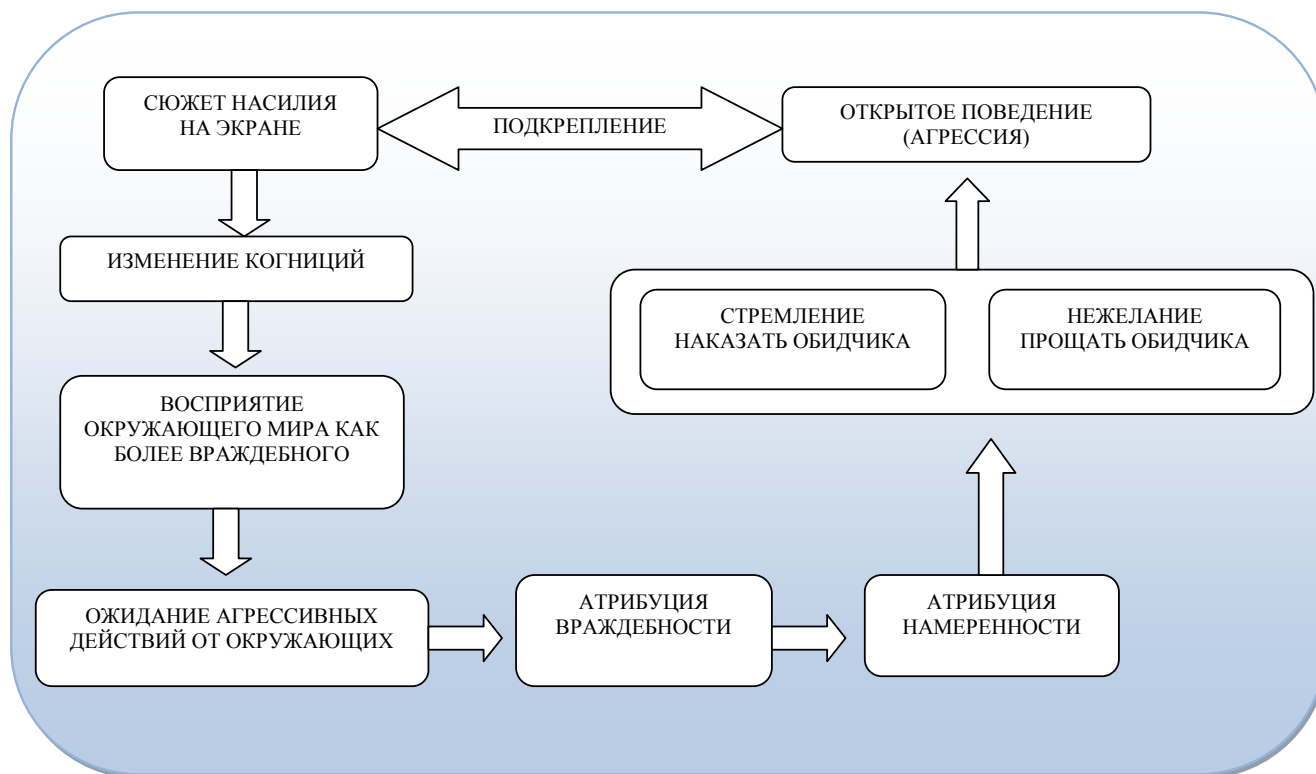 СЮЖЕТ НАСИЛИЯ
НА ЭКРАНЕ
ПОДКРЕПЛЕНИЕ
ОТКРЫТОЕ ПОВЕДЕНИЕ
(АГРЕССИЯ)
ИЗМЕНЕНИЕ КОГНИЦИЙ
СТРЕМЛЕНИЕ
НАКАЗАТЬ ОБИДЧИКА
НЕЖЕЛАНИЕ
ПРОЩАТЬ ОБИДЧИКА
ВОСПРИЯТИЕ
ОКРУЖАЮЩЕГО МИРА КАК
БОЛЕЕ ВРАЖДЕБНОГО
ОЖИДАНИЕ АГРЕССИВНЫХ
ДЕЙСТВИЙ ОТ ОКРУЖАЮЩИХ
АТРИБУЦИЯ
ВРАЖДЕБНОСТИ
АТРИБУЦИЯ
НАМЕРЕННОСТИ